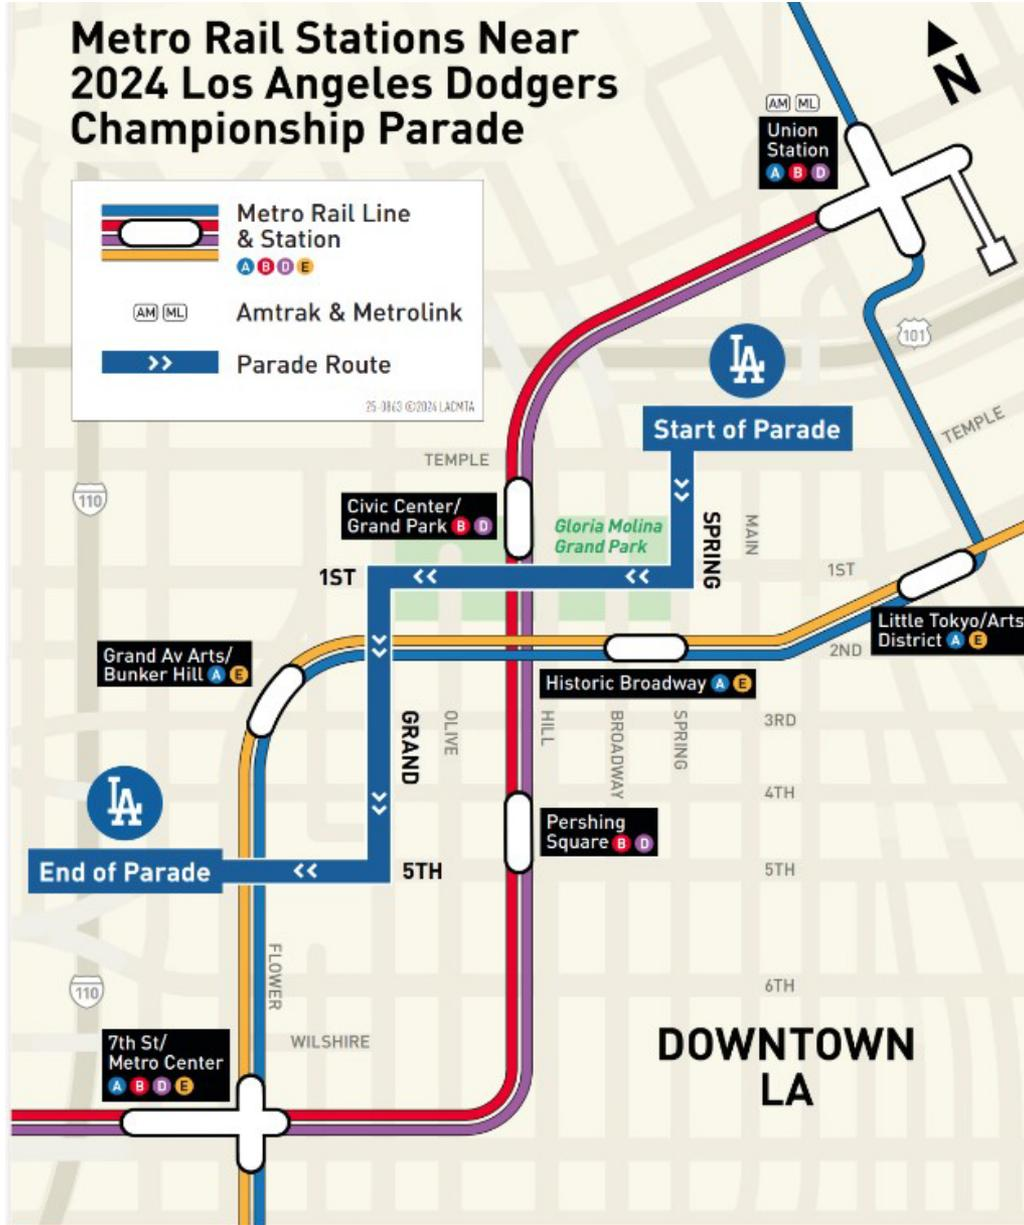 Metro Rail Stations Near
2024 Los Angeles Dodgers
Championship Parade
N
AM ML
Union
Station
A B D
Metro Rail Line
& Station
A B D E
AM ML
Amtrak & Metrolink
Parade Route
25-0863 ©2024 LACMTA
LA
101
Start of Parade
TEMPLE
TEMPLE
110
Civic Center/
Grand Park B D
Gloria Molina
Grand Park
SPRING
MAIN
1ST
1ST
Little Tokyo/Arts
District A E
2ND
Grand Av Arts/
Bunker Hill A E
Historic Broadway A E
GRAND
OLIVE
HILL
BROADWAY
SPRING
3RD
LA
4TH
Pershing
Square B D
End of Parade
5TH
5TH
FLOWER
110
6TH
7th St/
Metro Center
A B D E
WILSHIRE
DOWNTOWN
LA